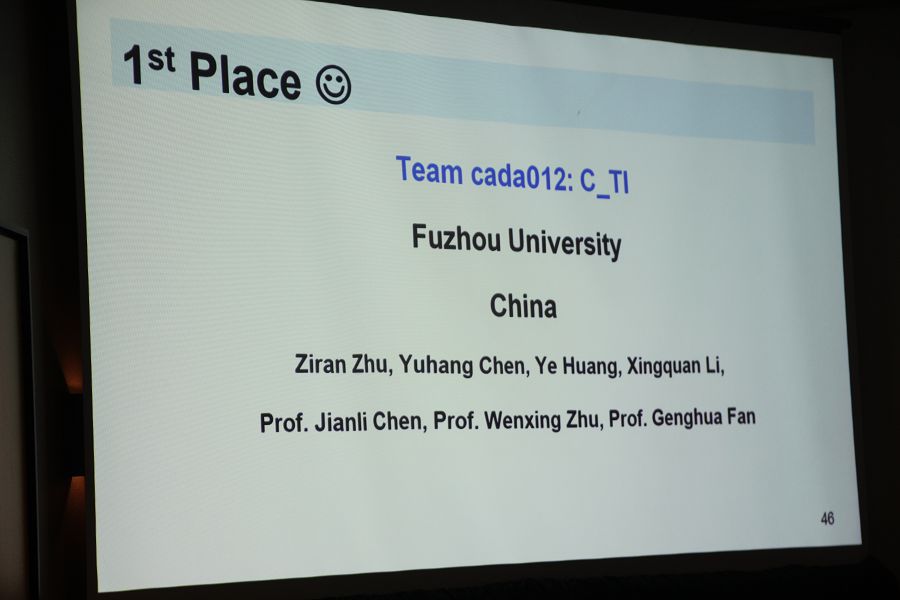 1st Place ☺
Team cada012: C_TI
Fuzhou University
China
Ziran Zhu, Yuhang Chen, Ye Huang, Xingquan Li,
Prof. Jianli Chen, Prof. Wenxing Zhu, Prof. Genghua Fan
46